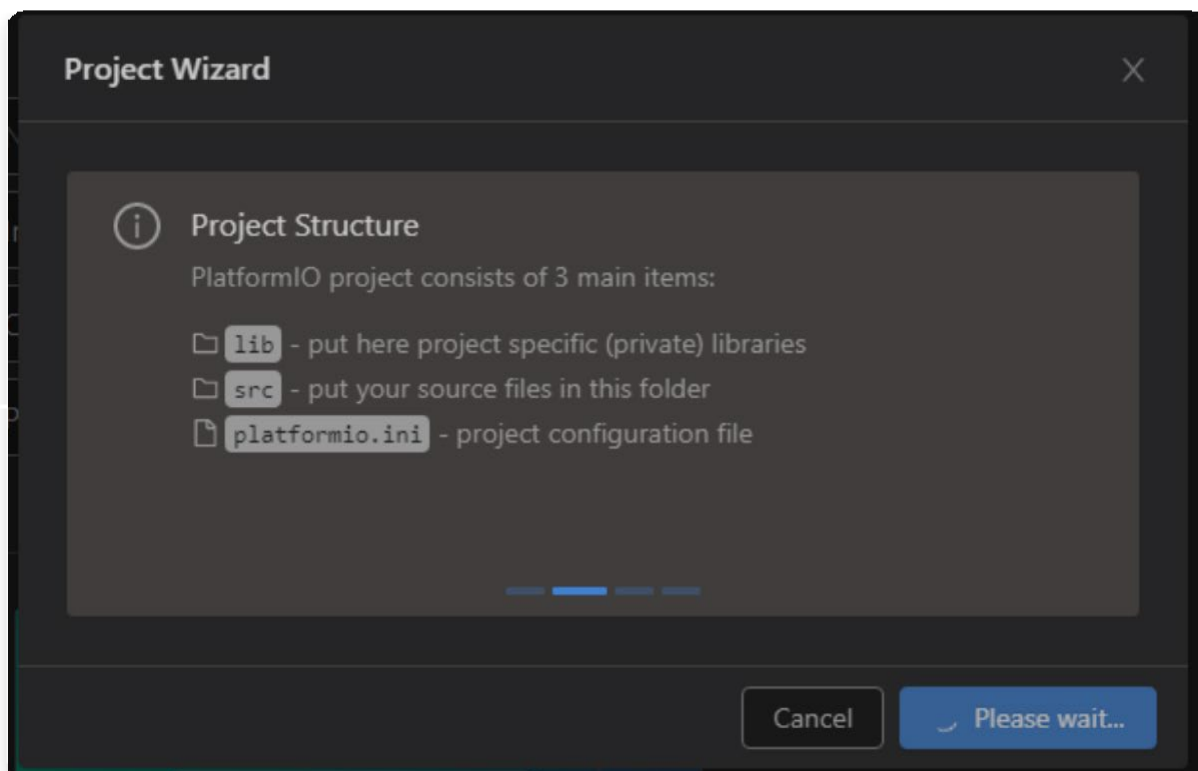 Project Wizard
Project Structure
PlatformIO project consists of 3 main items:
lib - put here project specific (private) libraries
src - put your source files in this folder
platformio.ini - project configuration file
Cancel
Please wait...